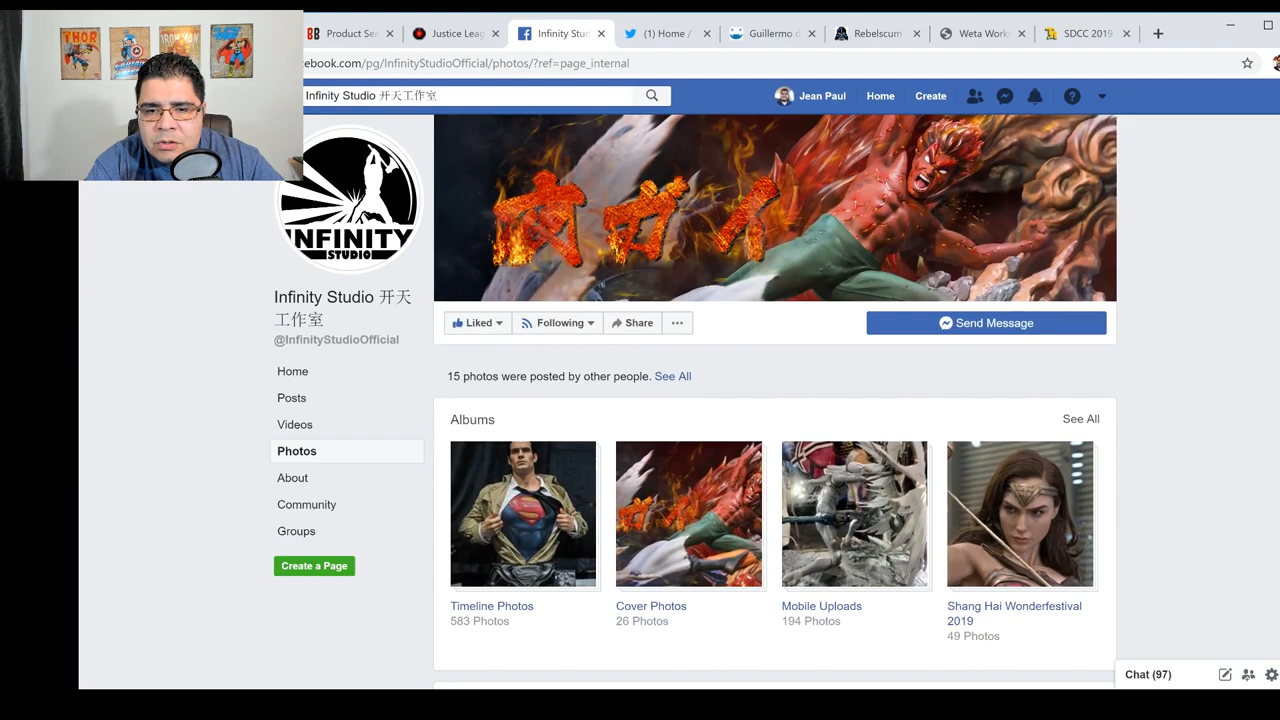 THOR
IRON MAN
Product Sea
Justice Leag
Infinity Stud
(1) Home /
Guillermo d
Rebelscum
Weta Work
SDCC 2019
cebook.com/pg/InfinityStudioOfficial/photos/?ref=page_internal
Infinity Studio 开天工作室
Jean Paul
Home
Create
INFINITY
STUDIO
Infinity Studio 开天
工作室
@InfinityStudioOfficial
Home
Posts
Videos
Photos
About
Community
Groups
Create a Page
Liked
Following
Share
Send Message
15 photos were posted by other people. See All
Albums
See All
Timeline Photos
583 Photos
Cover Photos
26 Photos
Mobile Uploads
194 Photos
Shang Hai Wonderfestival
2019
49 Photos
Chat (97)